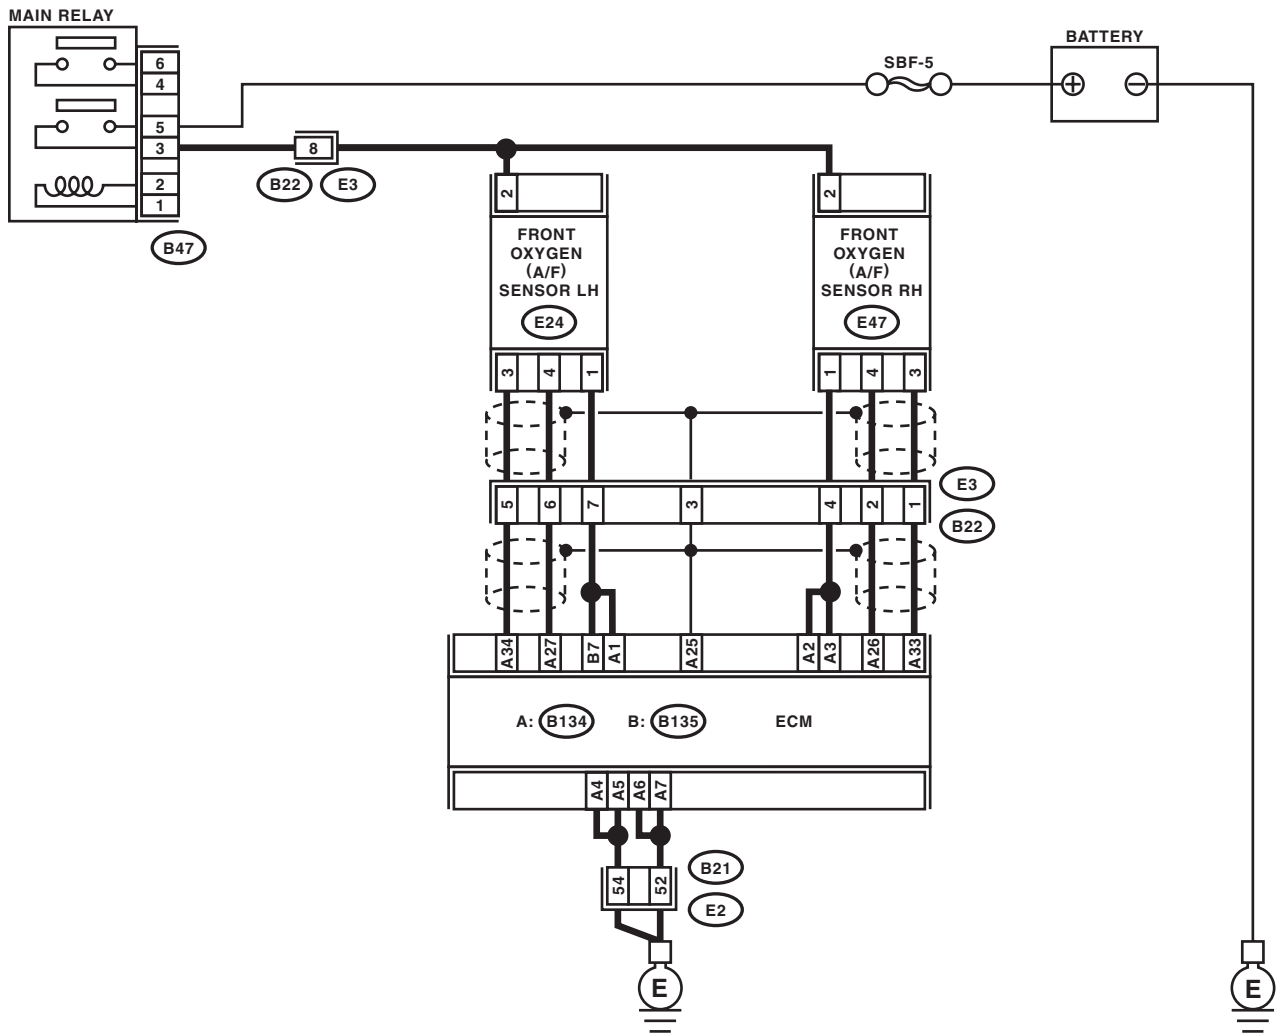 MAIN RELAY
BATTERY
SBF-5
6
4
5
3
2
1
8
B22 E3
B47
2
2
FRONT
OXYGEN
(A/F)
SENSOR LH
E24
FRONT
OXYGEN
(A/F)
SENSOR RH
E47
3 4 1
1 4 3
E3
5 6 7 3 4 2 1
B22
A34 A27 B7 A1 A25 A2 A3 A26 A33
A: B134 B: B135 ECM
A4 A5 A6 A7
B21
54 52
E2
E
E